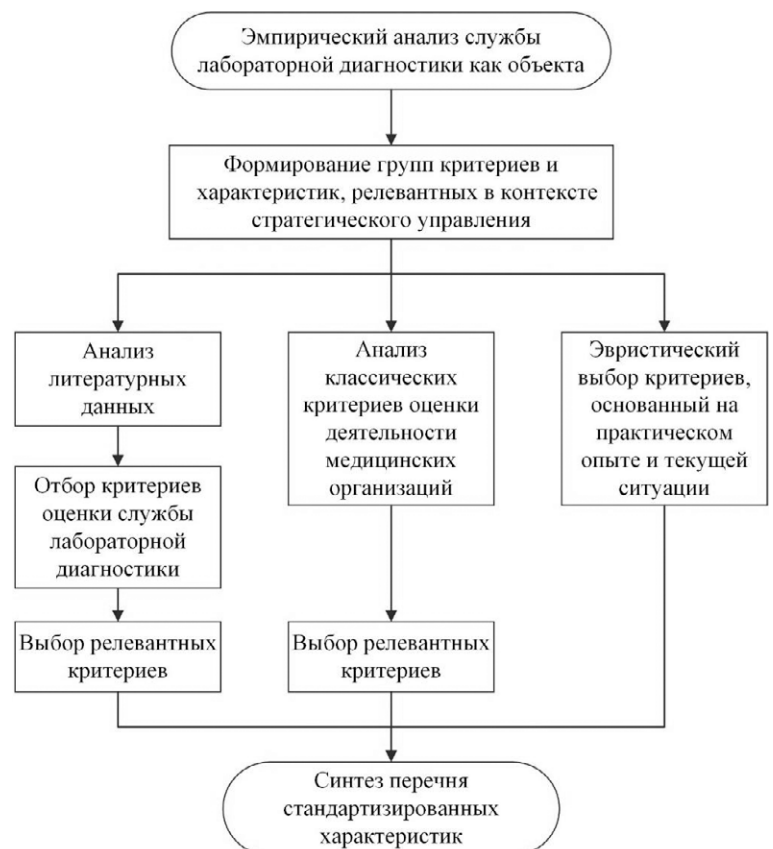 Эмпирический анализ службы
лабораторной диагностики как объекта
Формирование групп критериев и
характеристик, релевантных в контексте
стратегического управления
Анализ
литературных
данных
Отбор критериев
оценки службы
лабораторной
диагностики
Выбор релевантных
критериев
Анализ
классических
критериев оценки
деятельности
медицинских
организаций
Выбор релевантных
критериев
Эвристический
выбор критериев,
основанный на
практическом
опыте и текущей
ситуации
Синтез перечня
стандартизированных
характеристик